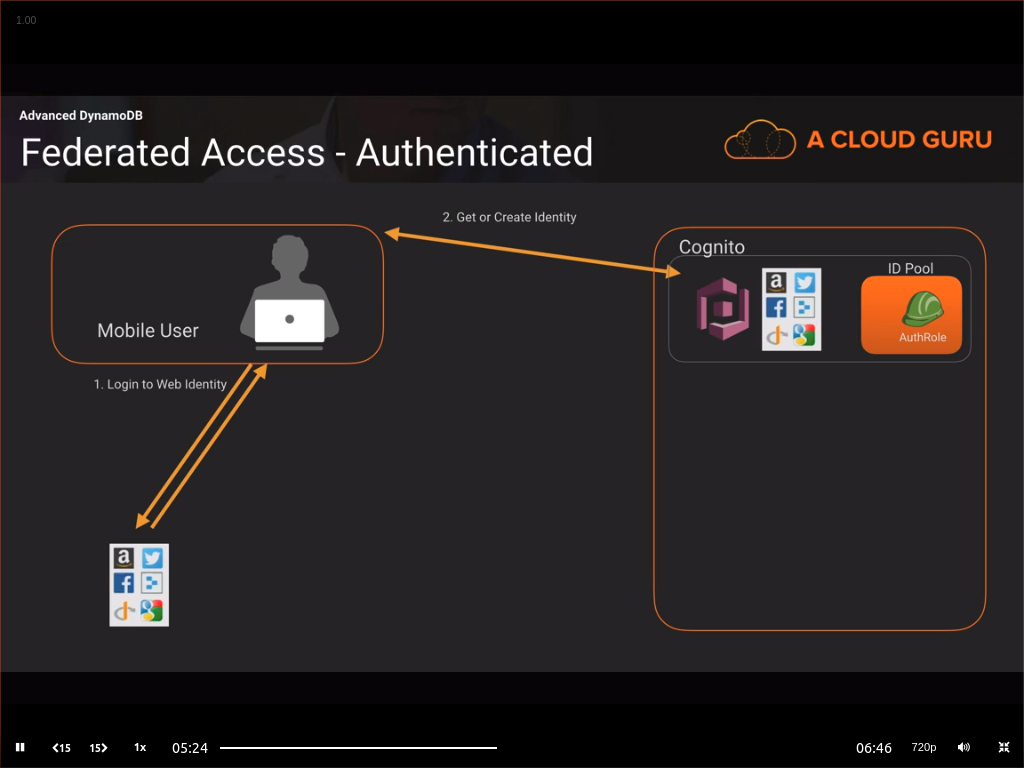 1.00
Advanced DynamoDB
Federated Access - Authenticated
A CLOUD GURU
2. Get or Create Identity
Cognito
ID Pool
AuthRole
Mobile User
1. Login to Web Identity
15
15
1x
05:24
06:46
720p